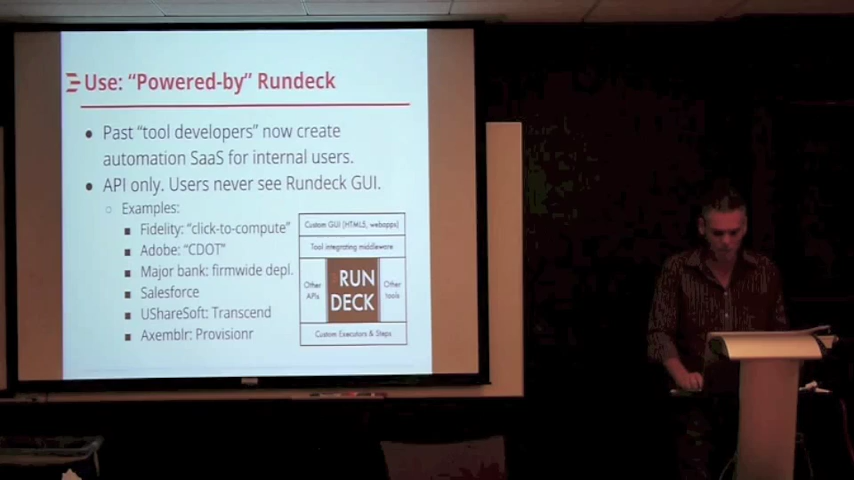 Use: “Powered-by” Rundeck
● Past “tool developers” now create
automation SaaS for internal users.
● API only. Users never see Rundeck GUI.
○ Examples:
■ Fidelity: “click-to-compute”
■ Adobe: “CDOT”
■ Major bank: firmwide depl.
■ Salesforce
■ UShareSoft: Transcend
■ Axemblr: Provisionr
Custom GUI (HTML5, webapps)
Tool integrating middleware
Other
APIs
RUN
DECK
Other
tools
Custom Executors & Steps